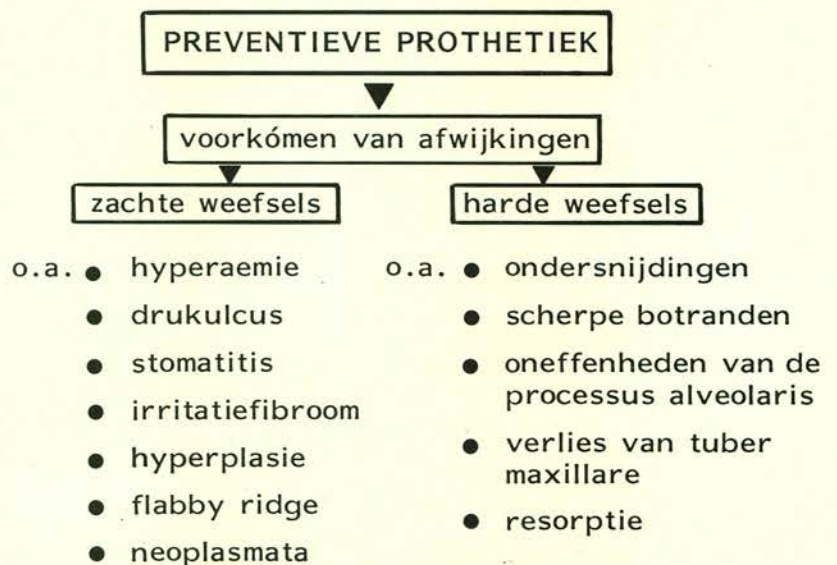 PREVENTIEVE PROTHETIEK
voorkómen van afwijkingen
zachte weefsels
o.a. ● hyperaemie
● drukulcus
● stomatitis
● irritatiefibroom
● hyperplasie
● flabby ridge
● neoplasmata
harde weefsels
o.a. ● ondersnijdingen
● scherpe botranden
● oneffenheden van de
processus alveolaris
● verlies van tuber
maxillare
● resorptie